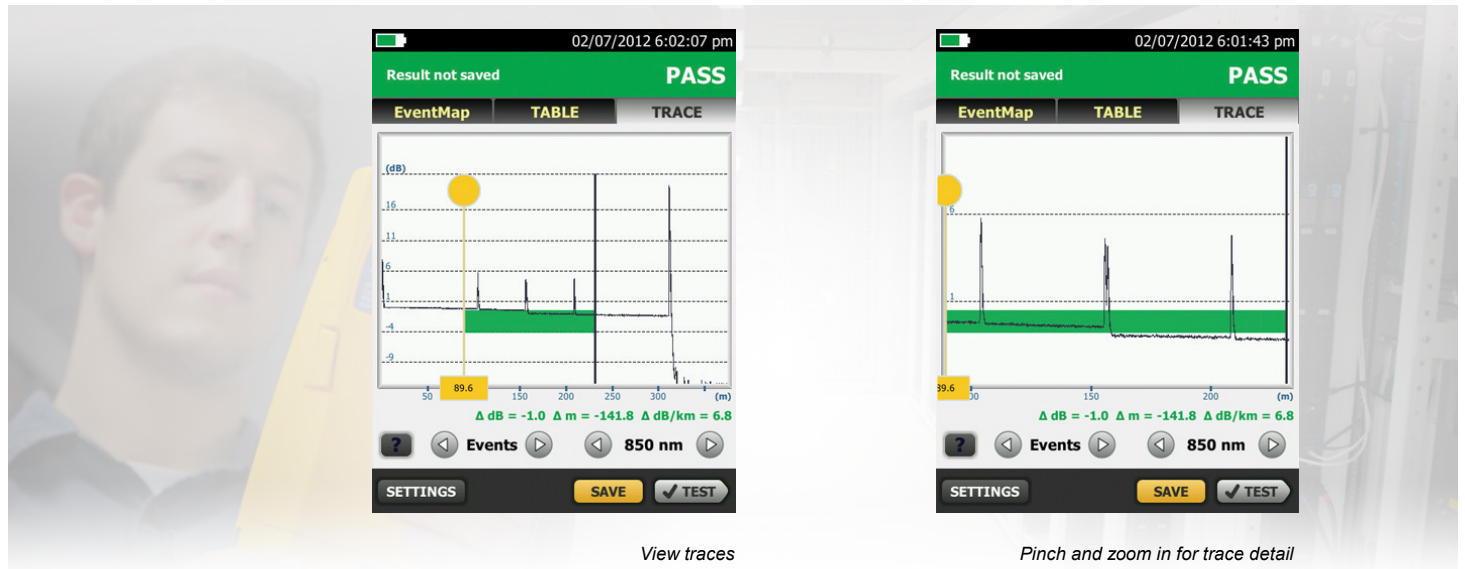 02/07/2012 6:02:07 pm
Result not saved PASS
EventMap TABLE TRACE
(dB)
16
11
6
1
-4
-9
89.6
50 150 200 250 300 (m)
Δ dB = -1.0 Δ m = -141.8 Δ dB/km = 6.8
? Events 850 nm
SETTINGS SAVE TEST
View traces
02/07/2012 6:01:43 pm
Result not saved PASS
EventMap TABLE TRACE
6
1
39.6 00 150 200 (m)
Δ dB = -1.0 Δ m = -141.8 Δ dB/km = 6.8
? Events 850 nm
SETTINGS SAVE TEST
Pinch and zoom in for trace detail